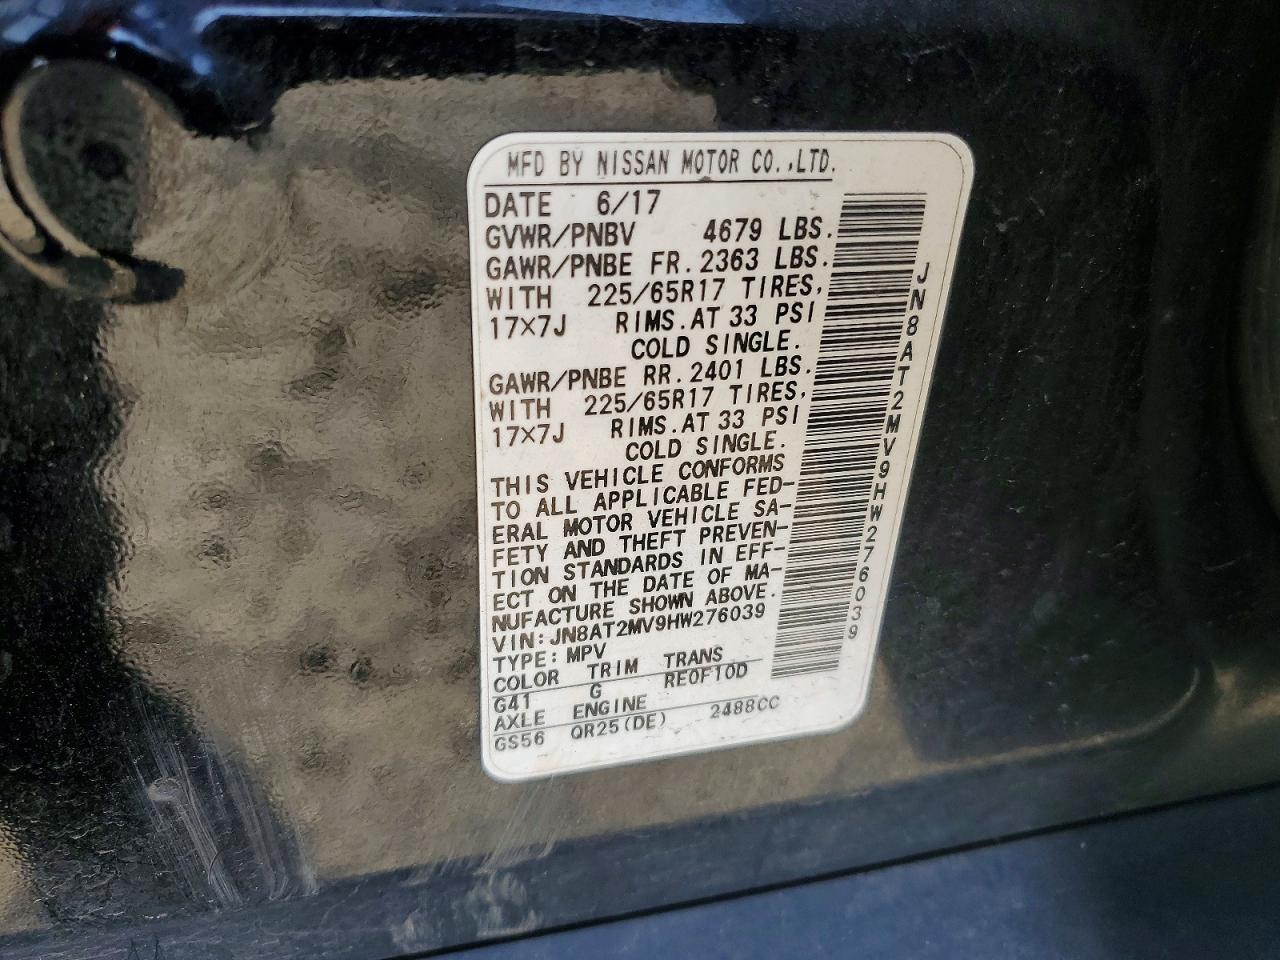 MFD BY NISSAN MOTOR CO.,LTD.
DATE 6/17
GVWR/PNBV 4679 LBS.
GAWR/PNBE FR.2363 LBS.
WITH 225/65R17 TIRES,
17×7J RIMS.AT 33 PSI
COLD SINGLE.
GAWR/PNBE RR.2401 LBS.
WITH 225/65R17 TIRES,
17×7J RIMS.AT 33 PSI
COLD SINGLE.
THIS VEHICLE CONFORMS
TO ALL APPLICABLE FED-
ERAL MOTOR VEHICLE SA-
FETY AND THEFT PREVEN-
TION STANDARDS IN EFF-
ECT ON THE DATE OF MA-
NUFACTURE SHOWN ABOVE.
VIN:JN8AT2MV9HW276039
TYPE:MPV
COLOR TRIM TRANS
G41 G RE0F10D
AXLE ENGINE
GS56 QR25(DE) 2488CC
JN8AT2MV9HW276039